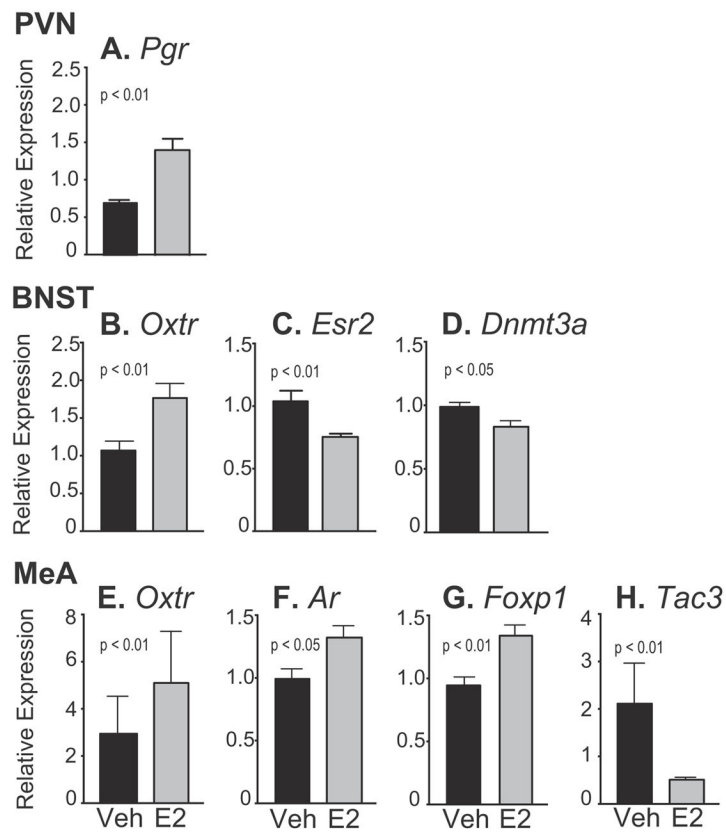 PVN
A. Pgr
Relative Expression
2.5
2.0
1.5
1.0
0.5
0
p < 0.01
BNST
B. Oxtr
C. Esr2
D. Dnmt3a
Relative Expression
2.5
2.0
1.5
1.0
0.5
0
p < 0.01
1.5
1.0
0.5
0
p < 0.01
1.5
1.0
0.5
0
p < 0.05
MeA
E. Oxtr
F. Ar
G. Foxp1
H. Tac3
Relative Expression
8
6
4
2
0
p < 0.01
Veh E2
1.5
1.0
0.5
0
p < 0.05
Veh E2
1.5
1.0
0.5
0
p < 0.01
Veh E2
4
3
2
1
0
p < 0.01
Veh E2